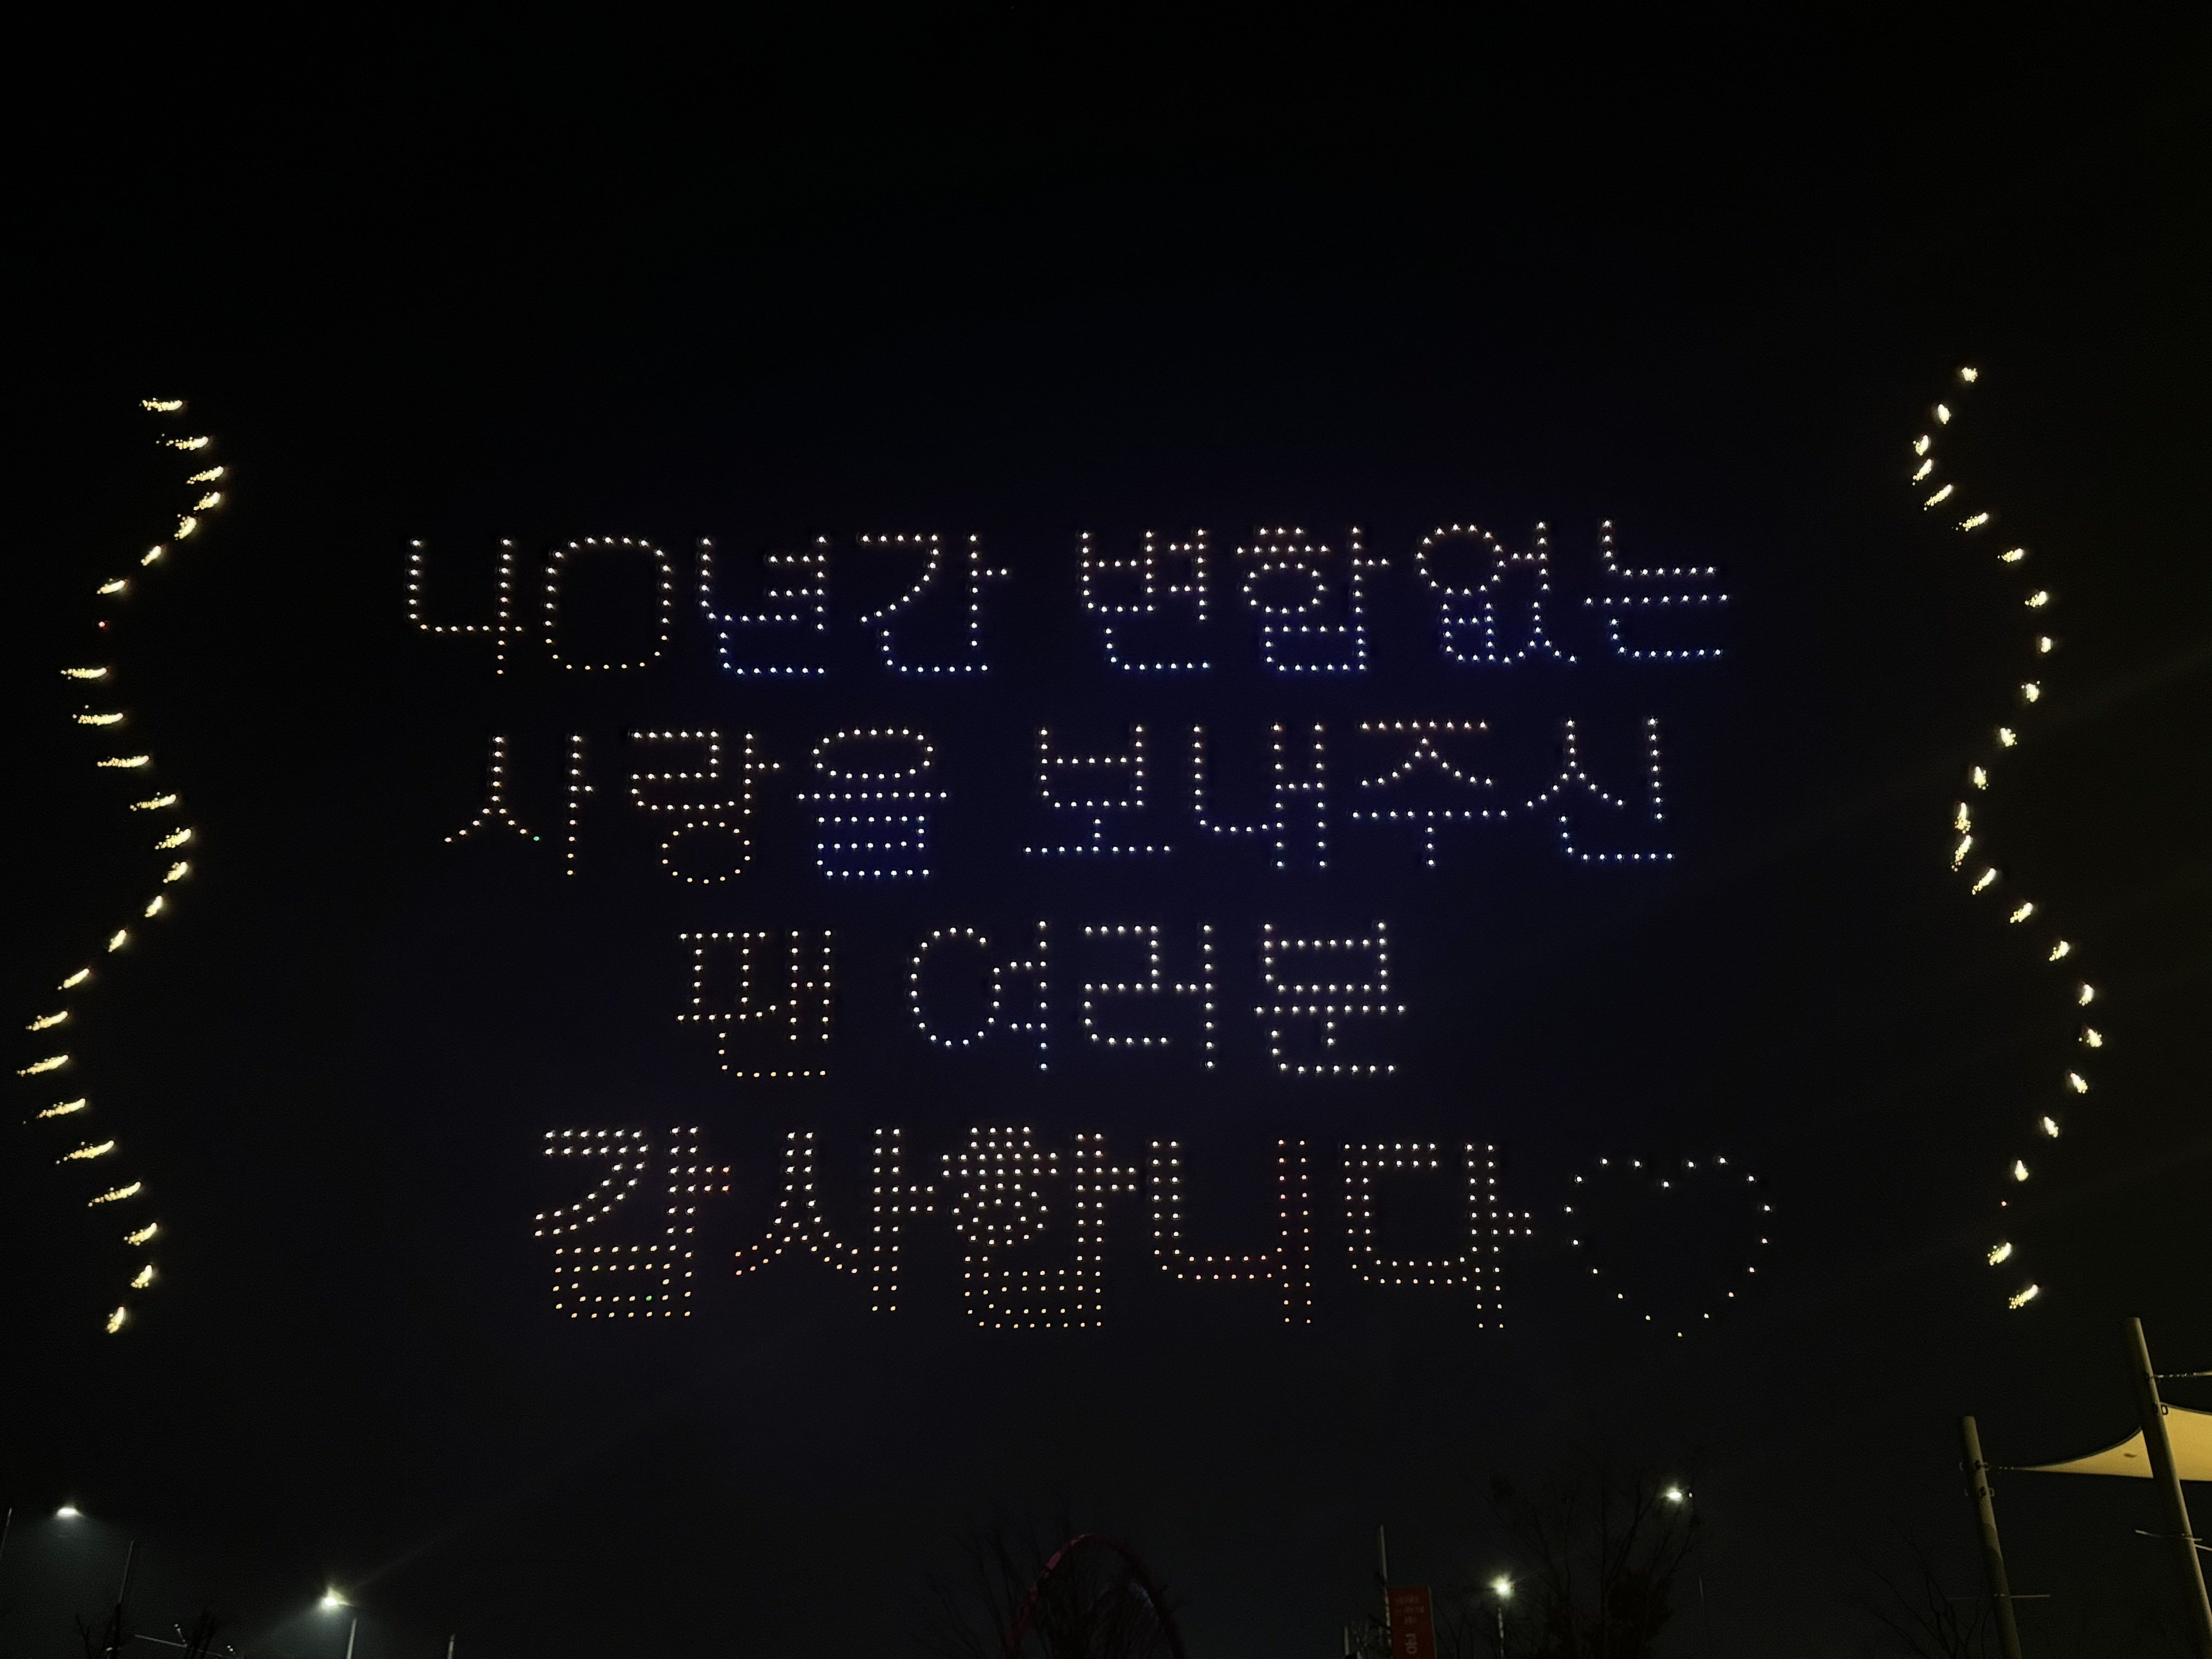 40년간 변함없는
사랑을 보내주신
팬 여러분
감사합니다♡